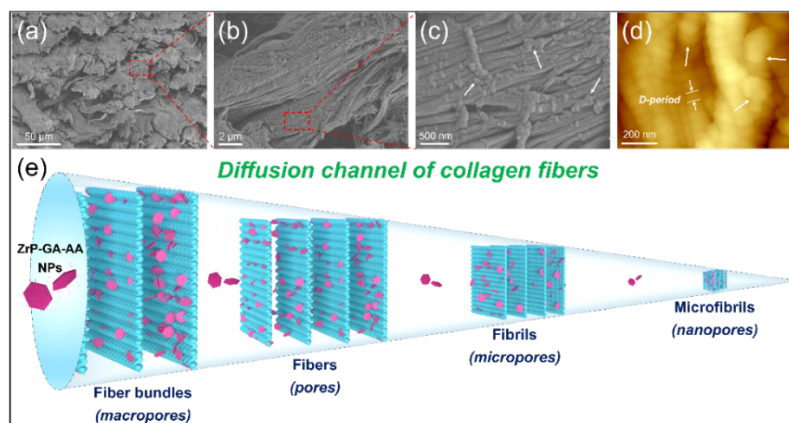 (a)
50 μm
(b)
2 μm
(c)
500 nm
(d)
D-period
200 nm
(e)
Diffusion channel of collagen fibers
ZrP-GA-AA
NPs
Fiber bundles
(macropores)
Fibers
(pores)
Fibrils
(micropores)
Microfibrils
(nanopores)